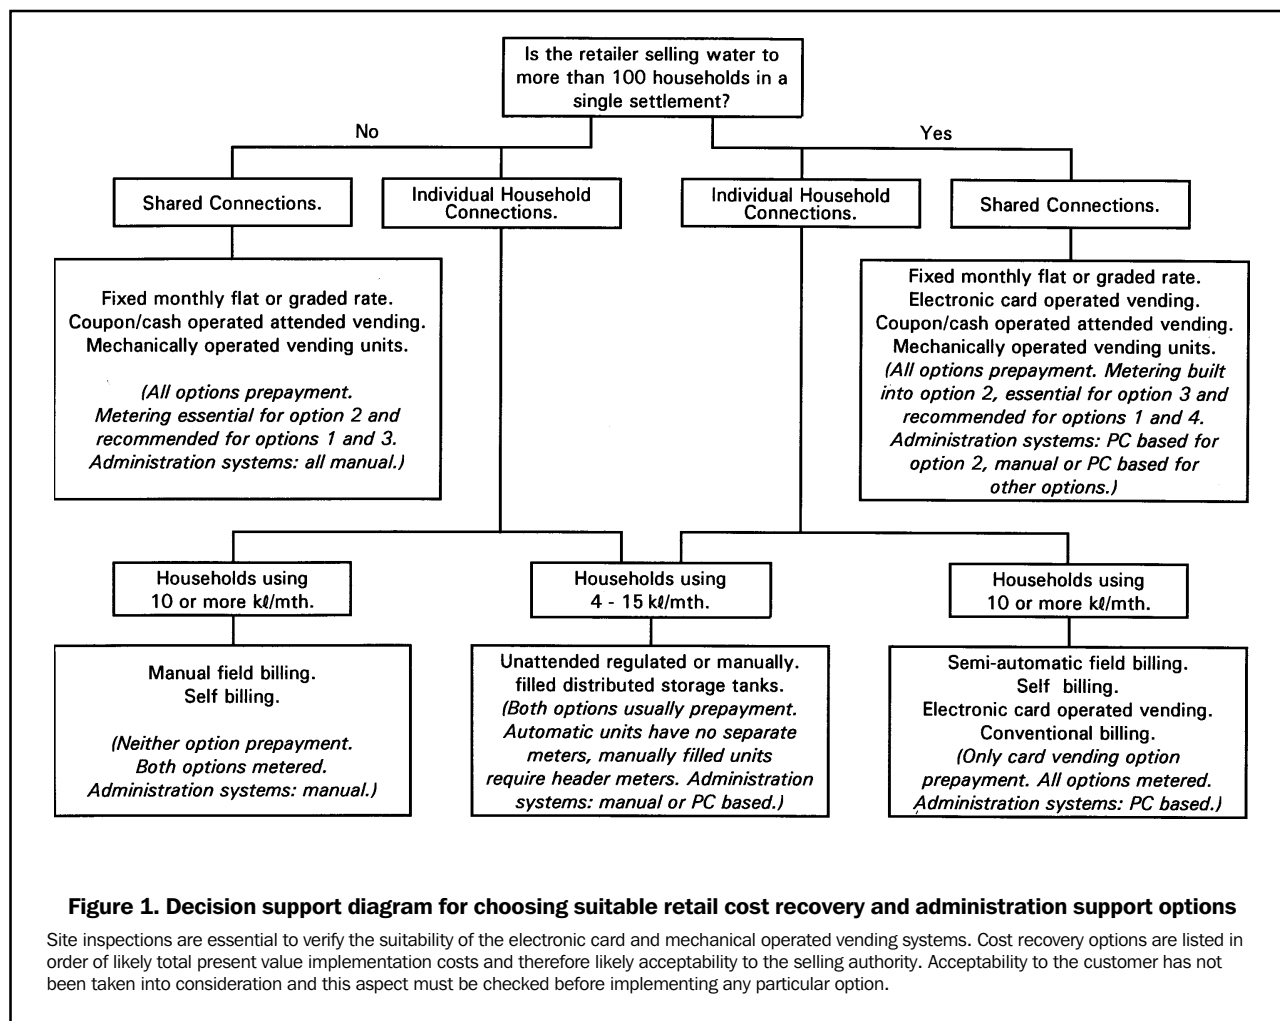 Is the retailer selling water to
more than 100 households in a
single settlement?
No
Yes
Shared Connections.
Individual Household
Connections.
Individual Household
Connections.
Shared Connections.
Fixed monthly flat or graded rate.
Coupon/cash operated attended vending.
Mechanically operated vending units.
(All options prepayment.
Metering essential for option 2 and
recommended for options 1 and 3.
Administration systems: all manual.)
Fixed monthly flat or graded rate.
Electronic card operated vending.
Coupon/cash operated attended vending.
Mechanically operated vending units.
(All options prepayment. Metering built
into option 2, essential for option 3 and
recommended for options 1 and 4.
Administration systems: PC based for
option 2, manual or PC based for
other options.)
Households using
10 or more kℓ/mth.
Households using
4 - 15 kℓ/mth.
Households using
10 or more kℓ/mth.
Manual field billing.
Self billing.
(Neither option prepayment.
Both options metered.
Administration systems: manual.)
Unattended regulated or manually.
filled distributed storage tanks.
(Both options usually prepayment.
Automatic units have no separate
meters, manually filled units
require header meters. Administration
systems: manual or PC based.)
Semi-automatic field billing.
Self billing.
Electronic card operated vending.
Conventional billing.
(Only card vending option
prepayment. All options metered.
Administration systems: PC based.)
Figure 1. Decision support diagram for choosing suitable retail cost recovery and administration support options
Site inspections are essential to verify the suitability of the electronic card and mechanical operated vending systems. Cost recovery options are listed in
order of likely total present value implementation costs and therefore likely acceptability to the selling authority. Acceptability to the customer has not
been taken into consideration and this aspect must be checked before implementing any particular option.